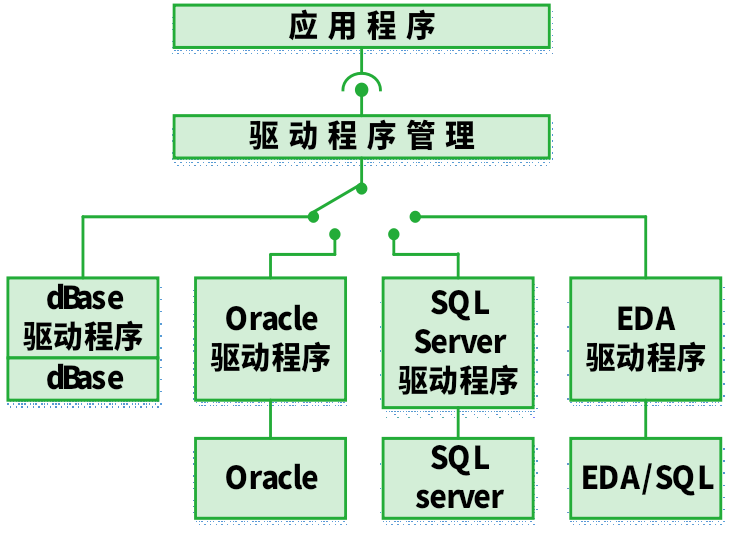 应用程序
驱动程序管理
dBase
驱动程序
dBase
Oracle
驱动程序
Oracle
SQL
Server
驱动程序
SQL
server
EDA
驱动程序
EDA/SQL